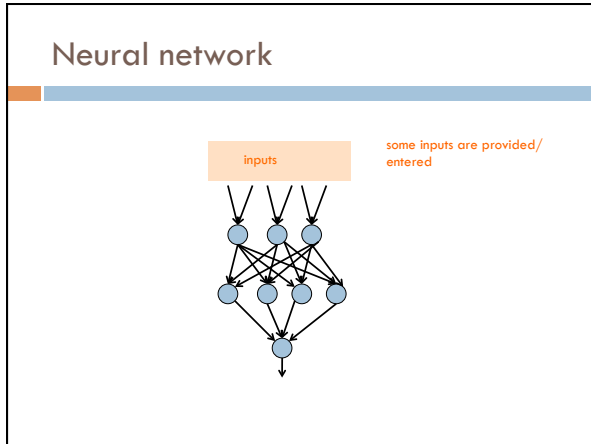 Neural network
inputs
some inputs are provided/
entered